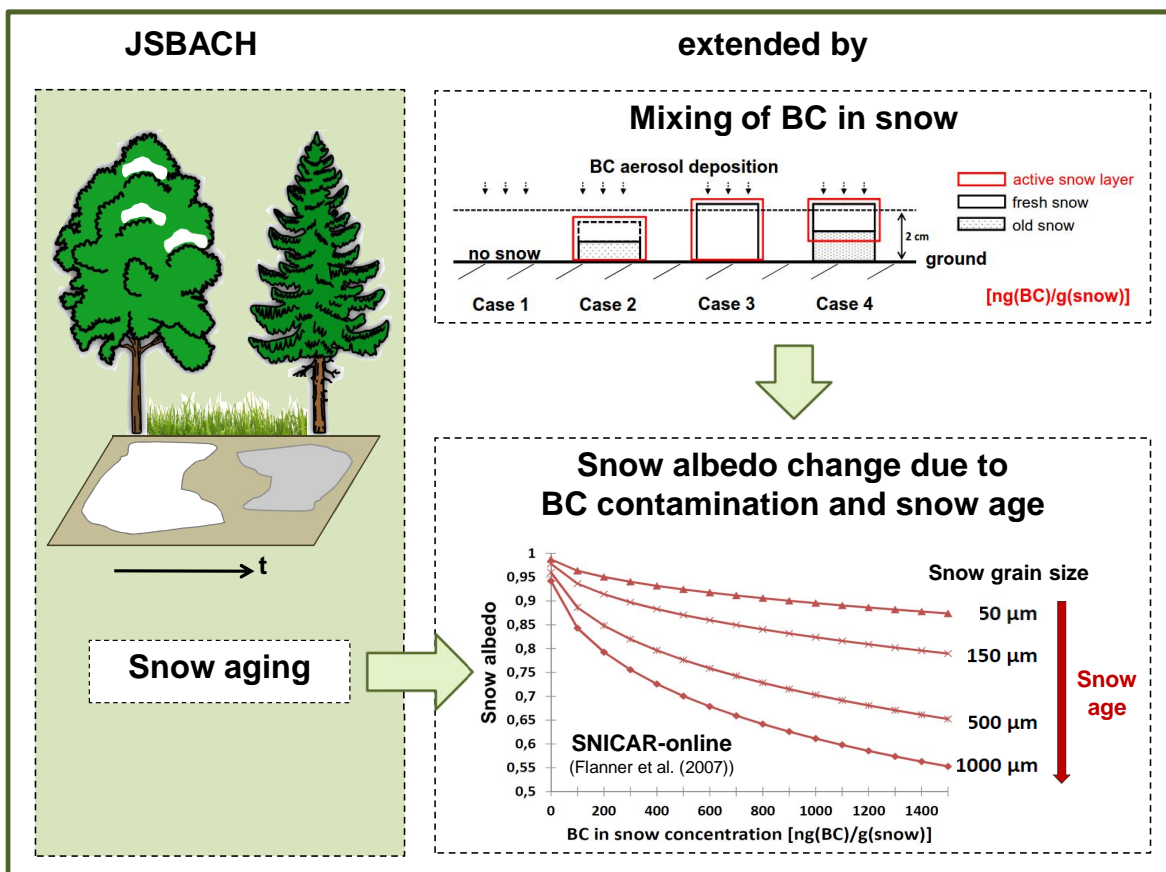 JSBACH
extended by
Snow aging
t
Mixing of BC in snow
BC aerosol deposition
active snow layer
fresh snow
old snow
2 cm
no snow
ground
Case 1
Case 2
Case 3
Case 4
[ng(BC)/g(snow)]
Snow albedo change due to
BC contamination and snow age
Snow albedo
1
0,95
0,9
0,85
0,8
0,75
0,7
0,65
0,6
0,55
0,5
0
200
400
600
800
1000
1200
1400
BC in snow concentration [ng(BC)/g(snow)]
SNICAR-online
(Flanner et al. (2007))
Snow grain size
50 µm
150 µm
500 µm
1000 µm
Snow
age